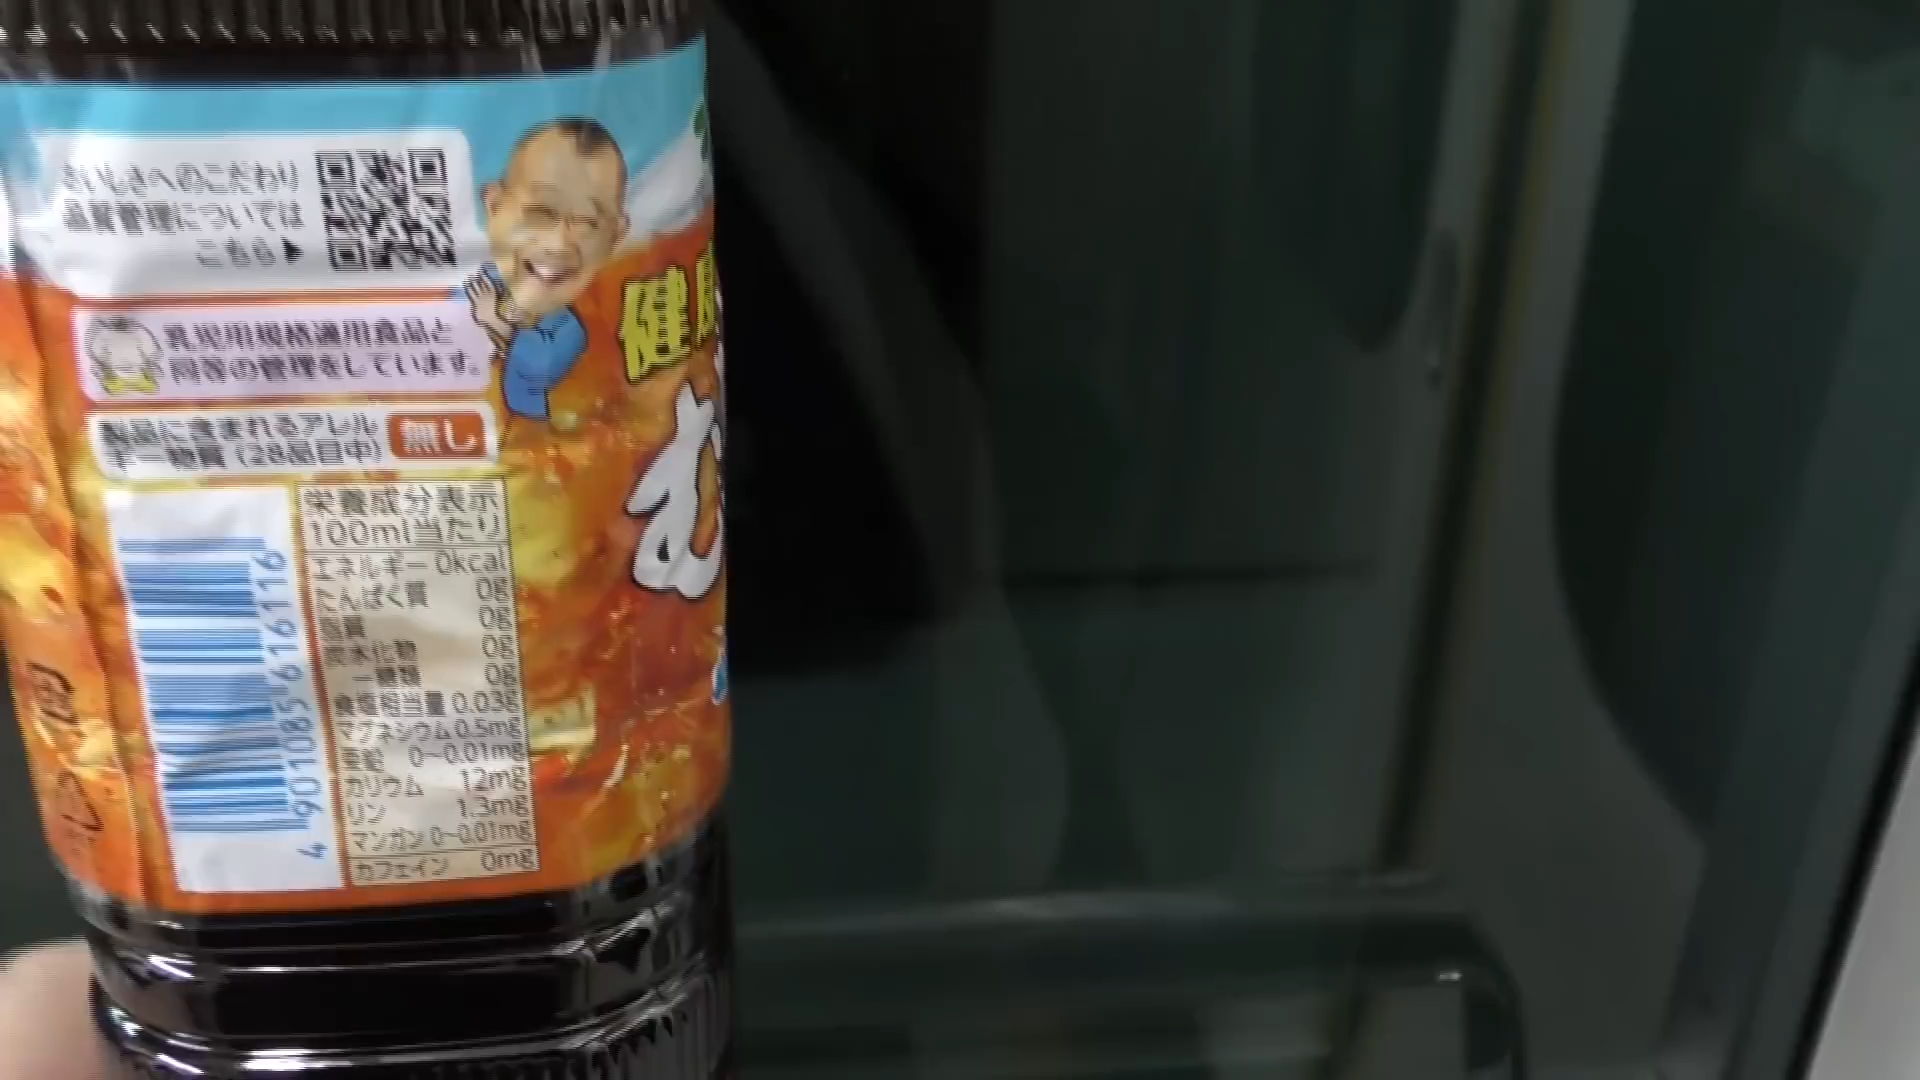 おいしさへのこだわり
品質管理については
こちら▶
乳児用規格適用食品と
同等の管理をしています。
製品に含まれるアレル
ギー物質(28品目中)
無し
栄養成分表示
100ml当たり
エネルギー 0kcal
たんぱく質 0g
脂質 0g
炭水化物 0g
ー糖類 0g
食塩相当量 0.03g
マグネシウム 0.5mg
亜鉛 0~0.01mg
カリウム 12mg
リン 1.3mg
マンガン 0~0.01mg
カフェイン 0mg
4 901085 616116
健
む